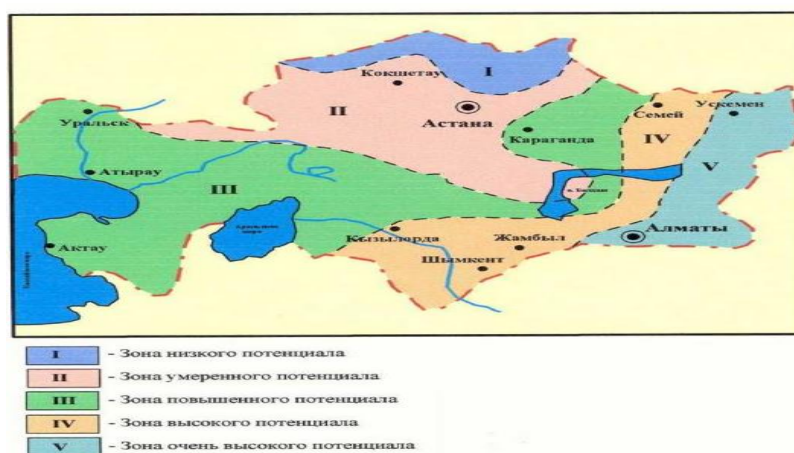 I
Кокшетау
II
Астана
Семей
Ускемен
Уральск
Караганда
IV
V
Атырау
III
Актау
Кызылорда
Жамбыл
Алматы
Шымкент
I - Зона низкого потенциала
II - Зона умеренного потенциала
III - Зона повышенного потенциала
IV - Зона высокого потенциала
V - Зона очень высокого потенциала